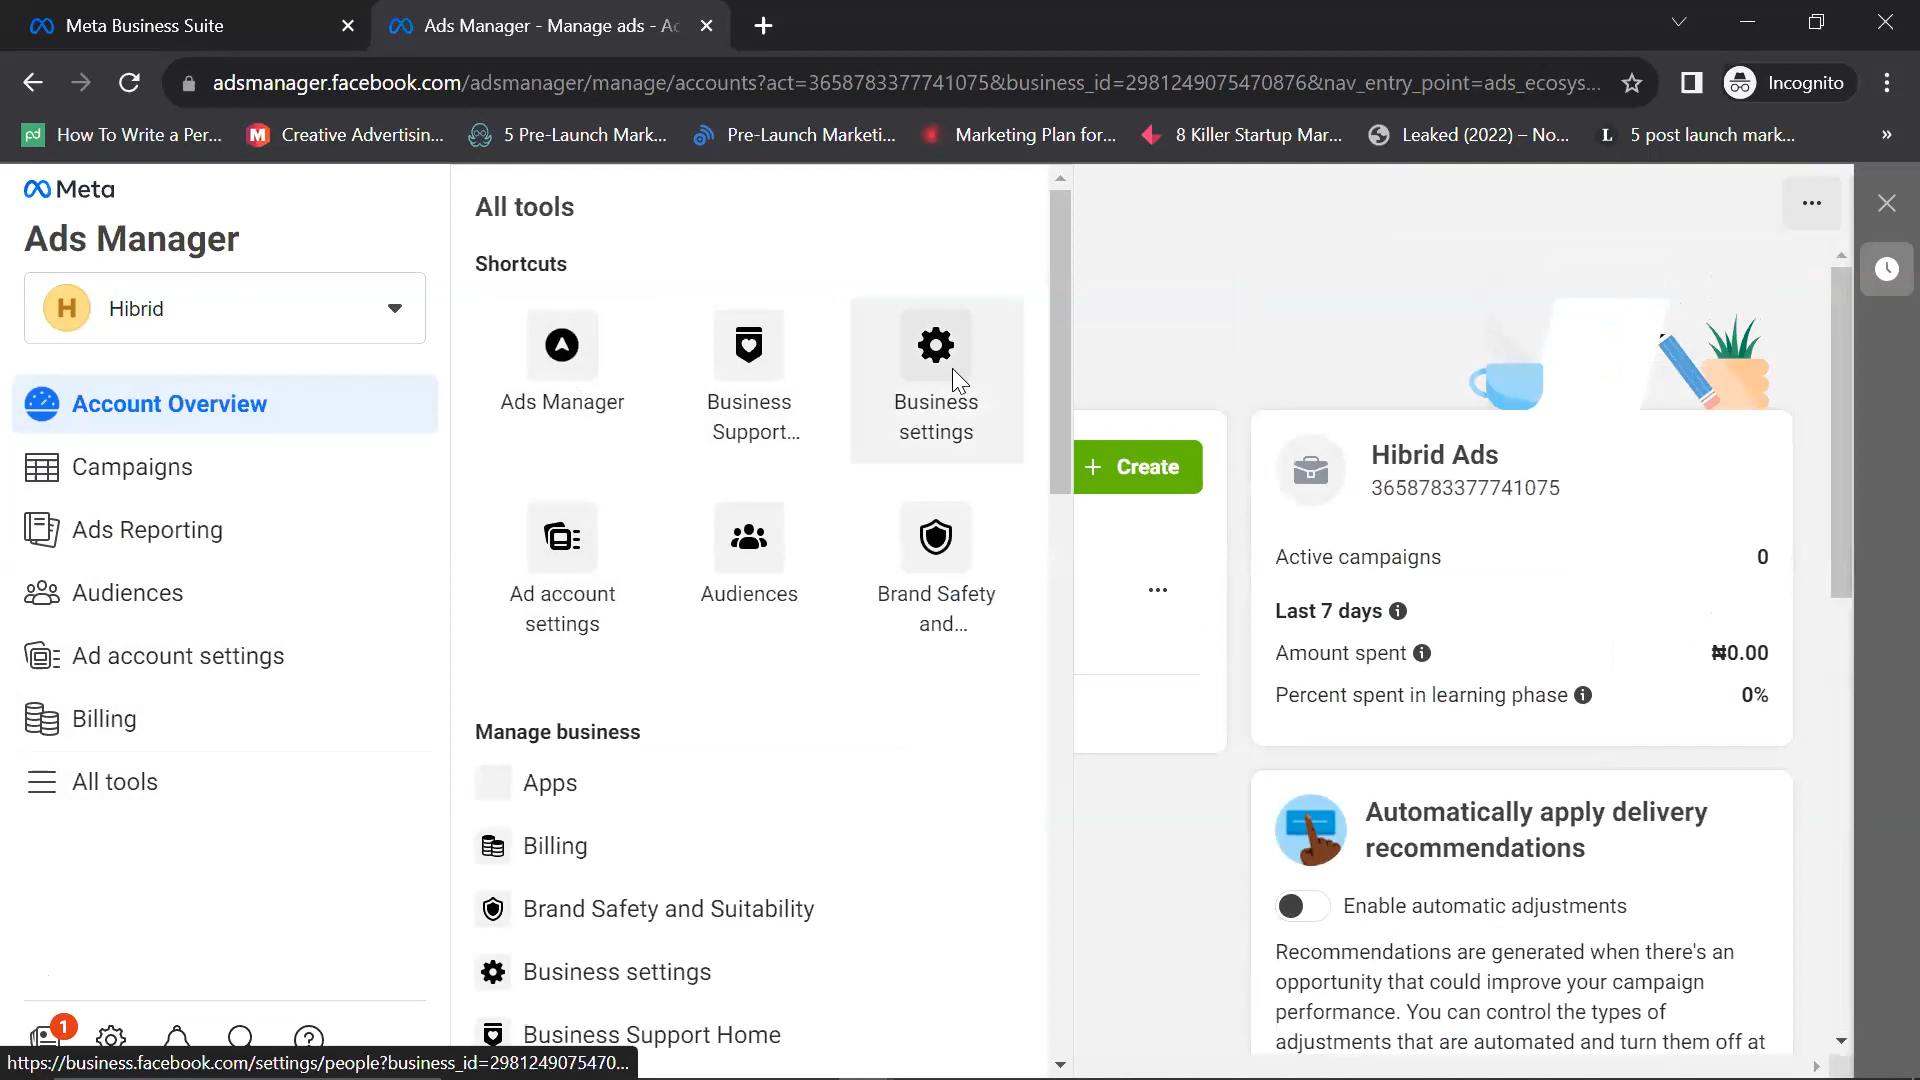 Meta Business Suite
Ads Manager - Manage ads - Ac
adsmanager.facebook.com/adsmanager/manage/accounts?act=3658783377741075&business_id=2981249075470876&nav_entry_point=ads_ecosys...
Incognito
pd How To Write a Per...
M Creative Advertisin...
5 Pre-Launch Mark...
Pre-Launch Marketi...
Marketing Plan for...
8 Killer Startup Mar...
Leaked (2022) – No...
L 5 post launch mark...
»
Meta
Ads Manager
H Hibrid
Account Overview
Campaigns
Ads Reporting
Audiences
Ad account settings
Billing
All tools
1
https://business.facebook.com/settings/people?business_id=2981249075470...
All tools
Shortcuts
Ads Manager
Business
Support...
Business
settings
Ad account
settings
Audiences
Brand Safety
and...
Manage business
Apps
Billing
Brand Safety and Suitability
Business settings
Business Support Home
+ Create
Hibrid Ads
3658783377741075
Active campaigns 0
Last 7 days
Amount spent ₦0.00
Percent spent in learning phase 0%
Automatically apply delivery
recommendations
Enable automatic adjustments
Recommendations are generated when there's an
opportunity that could improve your campaign
performance. You can control the types of
adjustments that are automated and turn them off at